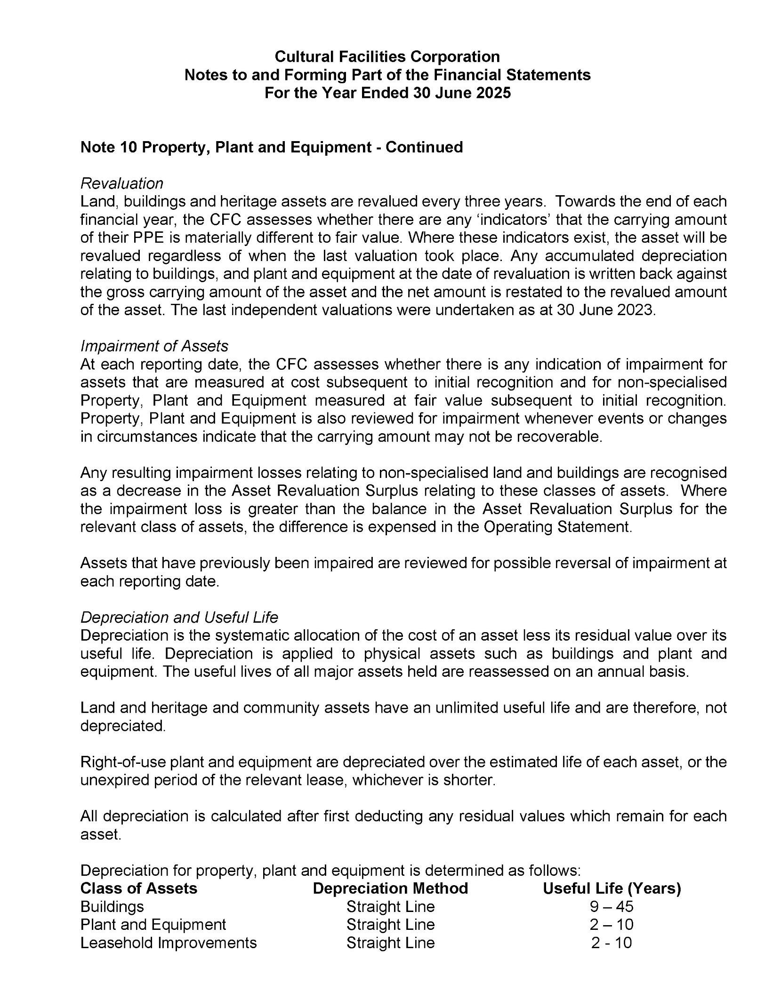 Cultural Facilities Corporation
Notes to and Forming Part of the Financial Statements
For the Year Ended 30 June 2025
Note 10 Property, Plant and Equipment - Continued
Revaluation
Land, buildings and heritage assets are revalued every three years.  Towards the end of each
financial year, the CFC assesses whether there are any ‘indicators’ that the carrying amount
of their PPE is materially different to fair value. Where these indicators exist, the asset will be
revalued regardless of when the last valuation took place. Any accumulated depreciation
relating to buildings, and plant and equipment at the date of revaluation is written back against
the gross carrying amount of the asset and the net amount is restated to the revalued amount
of the asset. The last independent valuations were undertaken as at 30 June 2023.
Impairment of Assets
At each reporting date, the CFC assesses whether there is any indication of impairment for
assets that are measured at cost subsequent to initial recognition and for non-specialised
Property, Plant and Equipment measured at fair value subsequent to initial recognition.
Property, Plant and Equipment is also reviewed for impairment whenever events or changes
in circumstances indicate that the carrying amount may not be recoverable.
Any resulting impairment losses relating to non-specialised land and buildings are recognised
as a decrease in the Asset Revaluation Surplus relating to these classes of assets.  Where
the impairment loss is greater than the balance in the Asset Revaluation Surplus for the
relevant class of assets, the difference is expensed in the Operating Statement.
Assets that have previously been impaired are reviewed for possible reversal of impairment at
each reporting date.
Depreciation and Useful Life
Depreciation is the systematic allocation of the cost of an asset less its residual value over its
useful life. Depreciation is applied to physical assets such as buildings and plant and
equipment. The useful lives of all major assets held are reassessed on an annual basis.
Land and heritage and community assets have an unlimited useful life and are therefore, not
depreciated.
Right-of-use plant and equipment are depreciated over the estimated life of each asset, or the
unexpired period of the relevant lease, whichever is shorter.
All depreciation is calculated after first deducting any residual values which remain for each
asset.
Depreciation for property, plant and equipment is determined as follows:
Class of Assets Depreciation Method Useful Life (Years)
Buildings Straight Line 9 – 45
Plant and Equipment Straight Line 2 – 10
Leasehold Improvements Straight Line 2 - 10